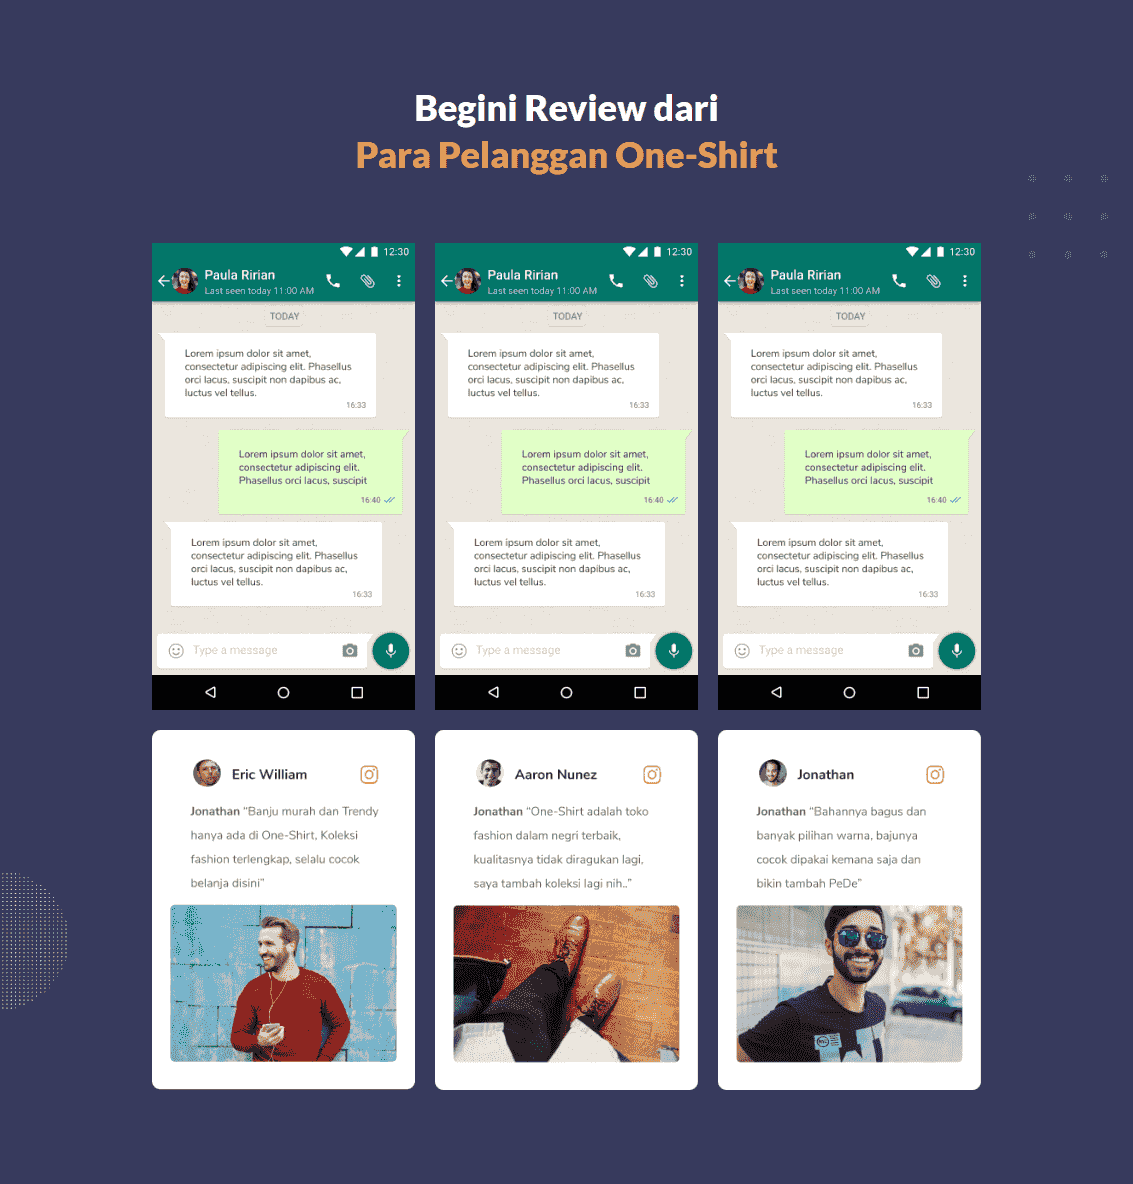 Begini Review dari
Para Pelanggan One-Shirt
12:30
Paula Ririan
Last seen today 11:00 AM
TODAY
Lorem ipsum dolor sit amet,
consectetur adipiscing elit. Phasellus
orci lacus, suscipit non dapibus ac,
luctus vel tellus.
16:33
Lorem ipsum dolor sit amet,
consectetur adipiscing elit.
Phasellus orci lacus, suscipit
16:40
Lorem ipsum dolor sit amet,
consectetur adipiscing elit. Phasellus
orci lacus, suscipit non dapibus ac,
luctus vel tellus.
16:33
Type a message
12:30
Paula Ririan
Last seen today 11:00 AM
TODAY
Lorem ipsum dolor sit amet,
consectetur adipiscing elit. Phasellus
orci lacus, suscipit non dapibus ac,
luctus vel tellus.
16:33
Lorem ipsum dolor sit amet,
consectetur adipiscing elit.
Phasellus orci lacus, suscipit
16:40
Lorem ipsum dolor sit amet,
consectetur adipiscing elit. Phasellus
orci lacus, suscipit non dapibus ac,
luctus vel tellus.
16:33
Type a message
12:30
Paula Ririan
Last seen today 11:00 AM
TODAY
Lorem ipsum dolor sit amet,
consectetur adipiscing elit. Phasellus
orci lacus, suscipit non dapibus ac,
luctus vel tellus.
16:33
Lorem ipsum dolor sit amet,
consectetur adipiscing elit.
Phasellus orci lacus, suscipit
16:40
Lorem ipsum dolor sit amet,
consectetur adipiscing elit. Phasellus
orci lacus, suscipit non dapibus ac,
luctus vel tellus.
16:33
Type a message
Eric William
Jonathan “Banju murah dan Trendy
hanya ada di One-Shirt, Koleksi
fashion terlengkap, selalu cocok
belanja disini”
Aaron Nunez
Jonathan “One-Shirt adalah toko
fashion dalam negri terbaik,
kualitasnya tidak diragukan lagi,
saya tambah koleksi lagi nih..”
Jonathan
Jonathan “Bahannya bagus dan
banyak pilihan warna, bajunya
cocok dipakai kemana saja dan
bikin tambah PeDe”